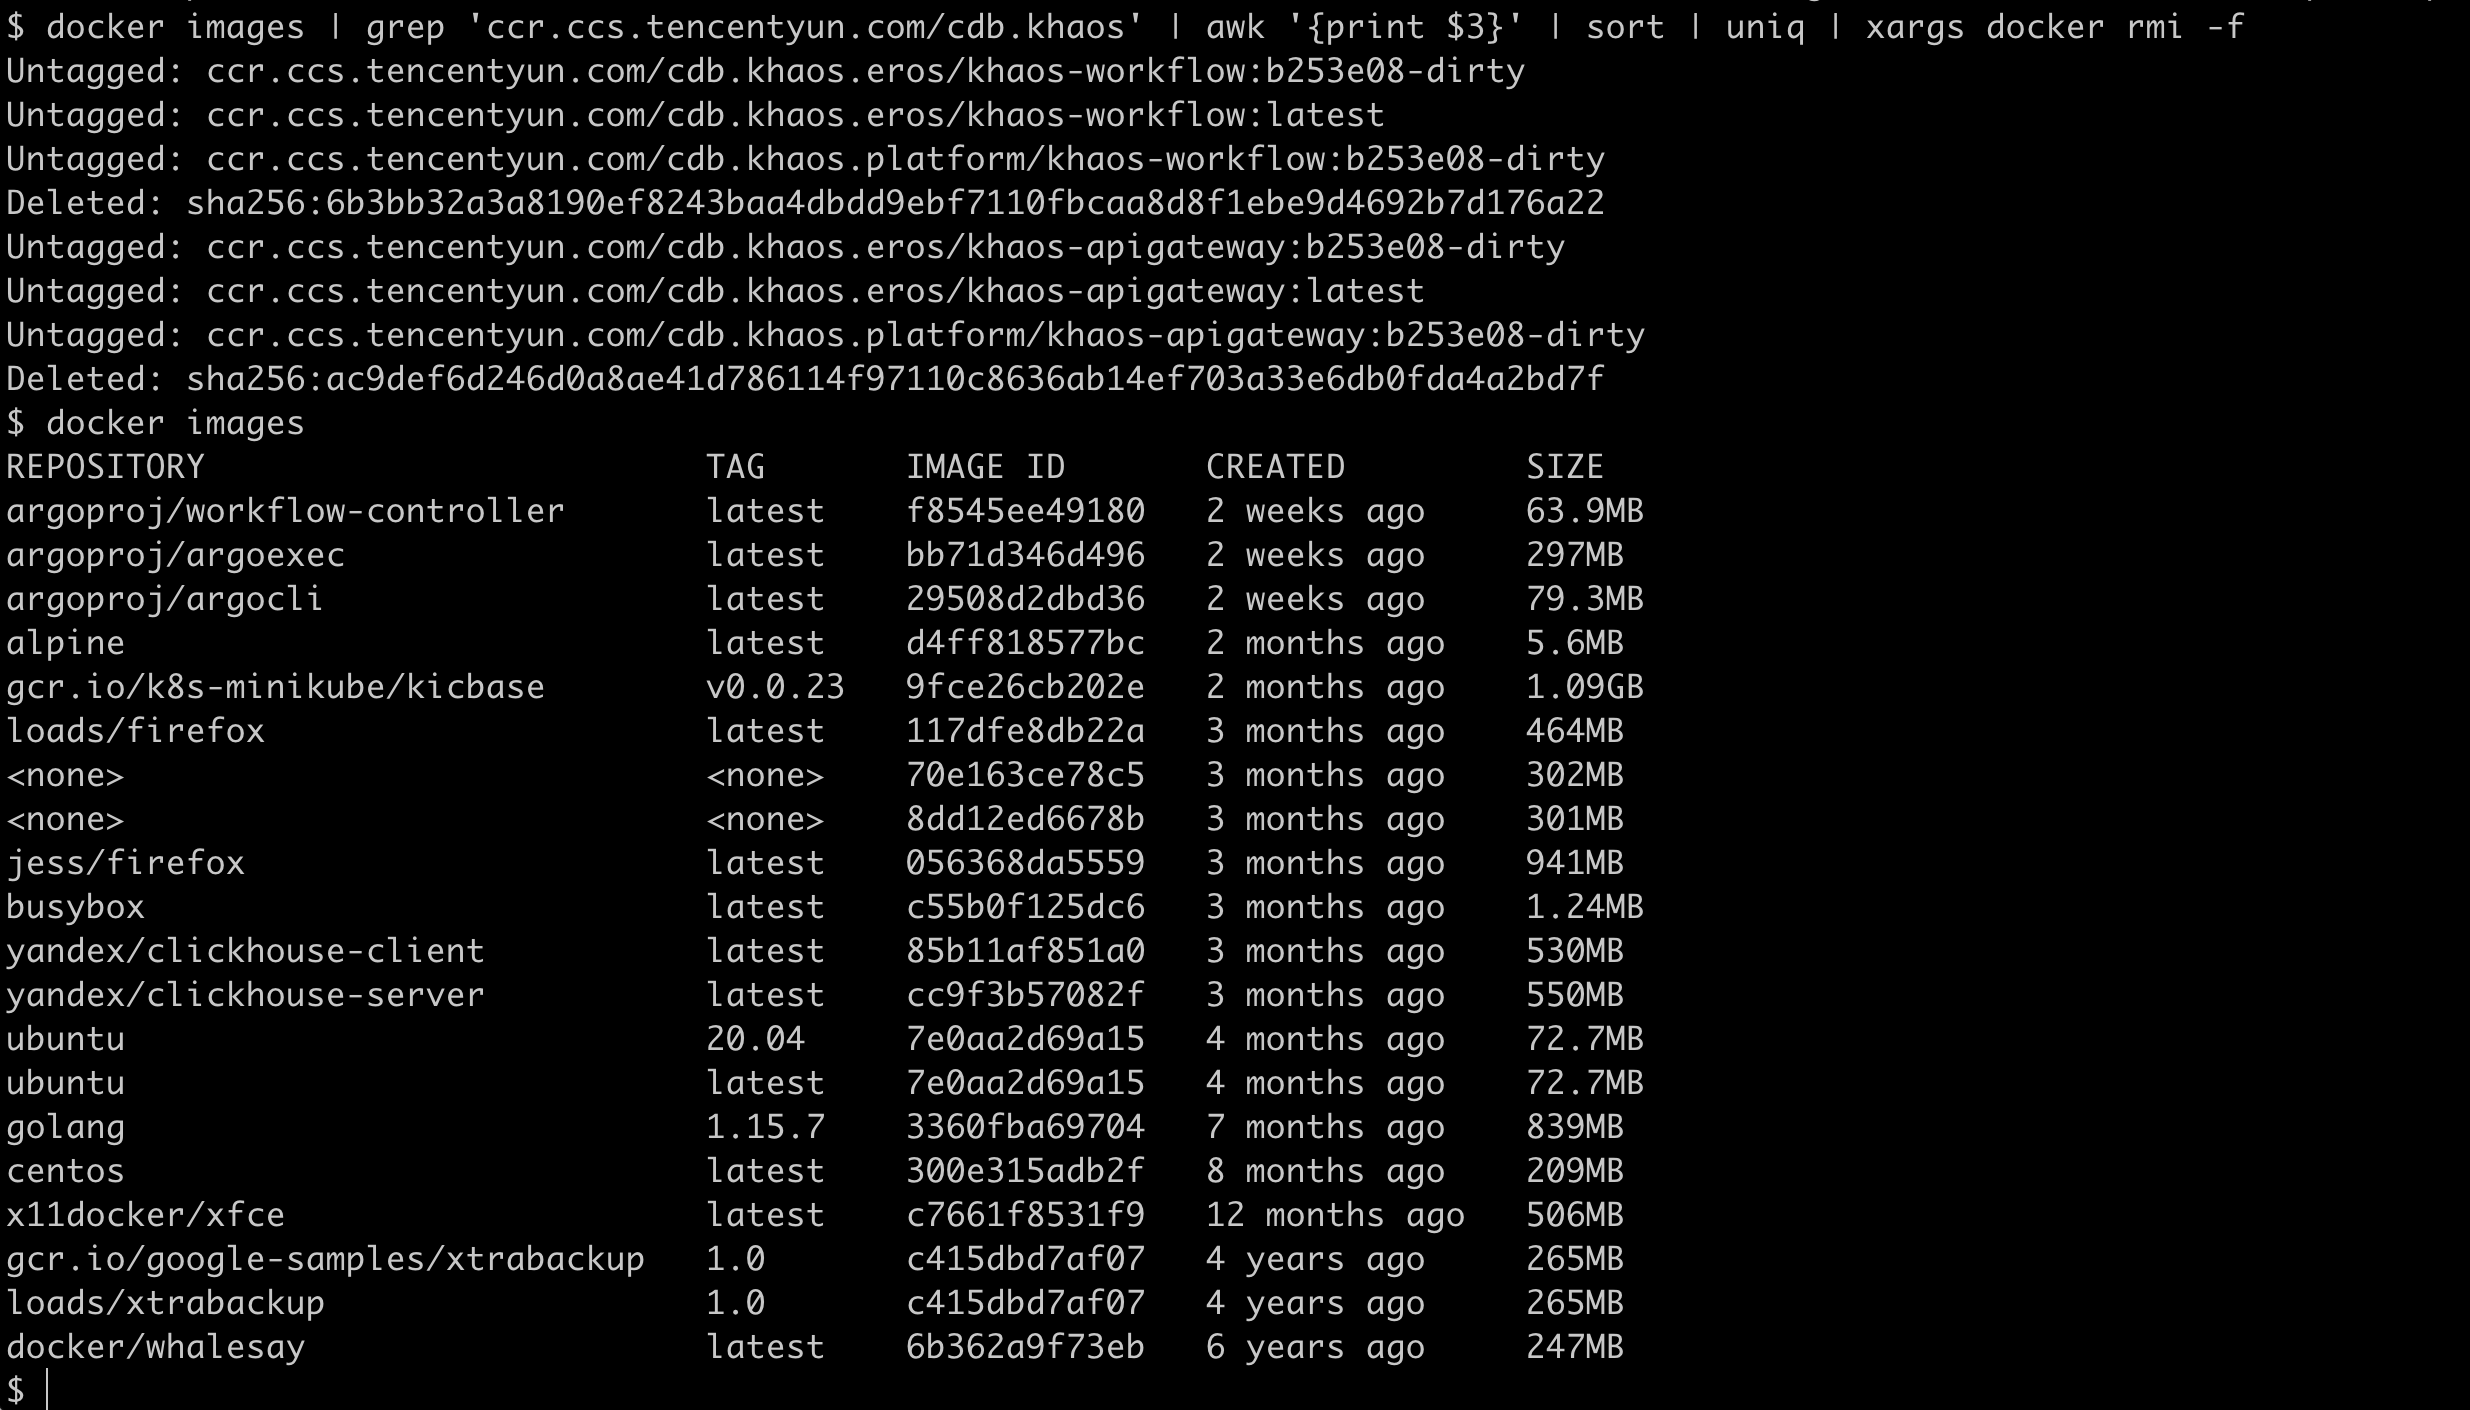 $ docker images | grep 'ccr.ccs.tencentyun.com/cdb.khaos' | awk '{print $3}' | sort | uniq | xargs docker rmi -f
Untagged: ccr.ccs.tencentyun.com/cdb.khaos.eros/khaos-workflow:b253e08-dirty
Untagged: ccr.ccs.tencentyun.com/cdb.khaos.eros/khaos-workflow:latest
Untagged: ccr.ccs.tencentyun.com/cdb.khaos.platform/khaos-workflow:b253e08-dirty
Deleted: sha256:6b3bb32a3a8190ef8243baa4dbdd9ebf7110fbcaa8d8f1ebe9d4692b7d176a22
Untagged: ccr.ccs.tencentyun.com/cdb.khaos.eros/khaos-apigateway:b253e08-dirty
Untagged: ccr.ccs.tencentyun.com/cdb.khaos.eros/khaos-apigateway:latest
Untagged: ccr.ccs.tencentyun.com/cdb.khaos.platform/khaos-apigateway:b253e08-dirty
Deleted: sha256:ac9def6d246d0a8ae41d786114f97110c8636ab14ef703a33e6db0fda4a2bd7f
$ docker images
REPOSITORY TAG IMAGE ID CREATED SIZE
argoproj/workflow-controller latest f8545ee49180 2 weeks ago 63.9MB
argoproj/argoexec latest bb71d346d496 2 weeks ago 297MB
argoproj/argocli latest 29508d2dbd36 2 weeks ago 79.3MB
alpine latest d4ff818577bc 2 months ago 5.6MB
gcr.io/k8s-minikube/kicbase v0.0.23 9fce26cb202e 2 months ago 1.09GB
loads/firefox latest 117dfe8db22a 3 months ago 464MB
<none> <none> 70e163ce78c5 3 months ago 302MB
<none> <none> 8dd12ed6678b 3 months ago 301MB
jess/firefox latest 056368da5559 3 months ago 941MB
busybox latest c55b0f125dc6 3 months ago 1.24MB
yandex/clickhouse-client latest 85b11af851a0 3 months ago 530MB
yandex/clickhouse-server latest cc9f3b57082f 3 months ago 550MB
ubuntu 20.04 7e0aa2d69a15 4 months ago 72.7MB
ubuntu latest 7e0aa2d69a15 4 months ago 72.7MB
golang 1.15.7 3360fba69704 7 months ago 839MB
centos latest 300e315adb2f 8 months ago 209MB
x11docker/xfce latest c7661f8531f9 12 months ago 506MB
gcr.io/google-samples/xtrabackup 1.0 c415dbd7af07 4 years ago 265MB
loads/xtrabackup 1.0 c415dbd7af07 4 years ago 265MB
docker/whalesay latest 6b362a9f73eb 6 years ago 247MB
$